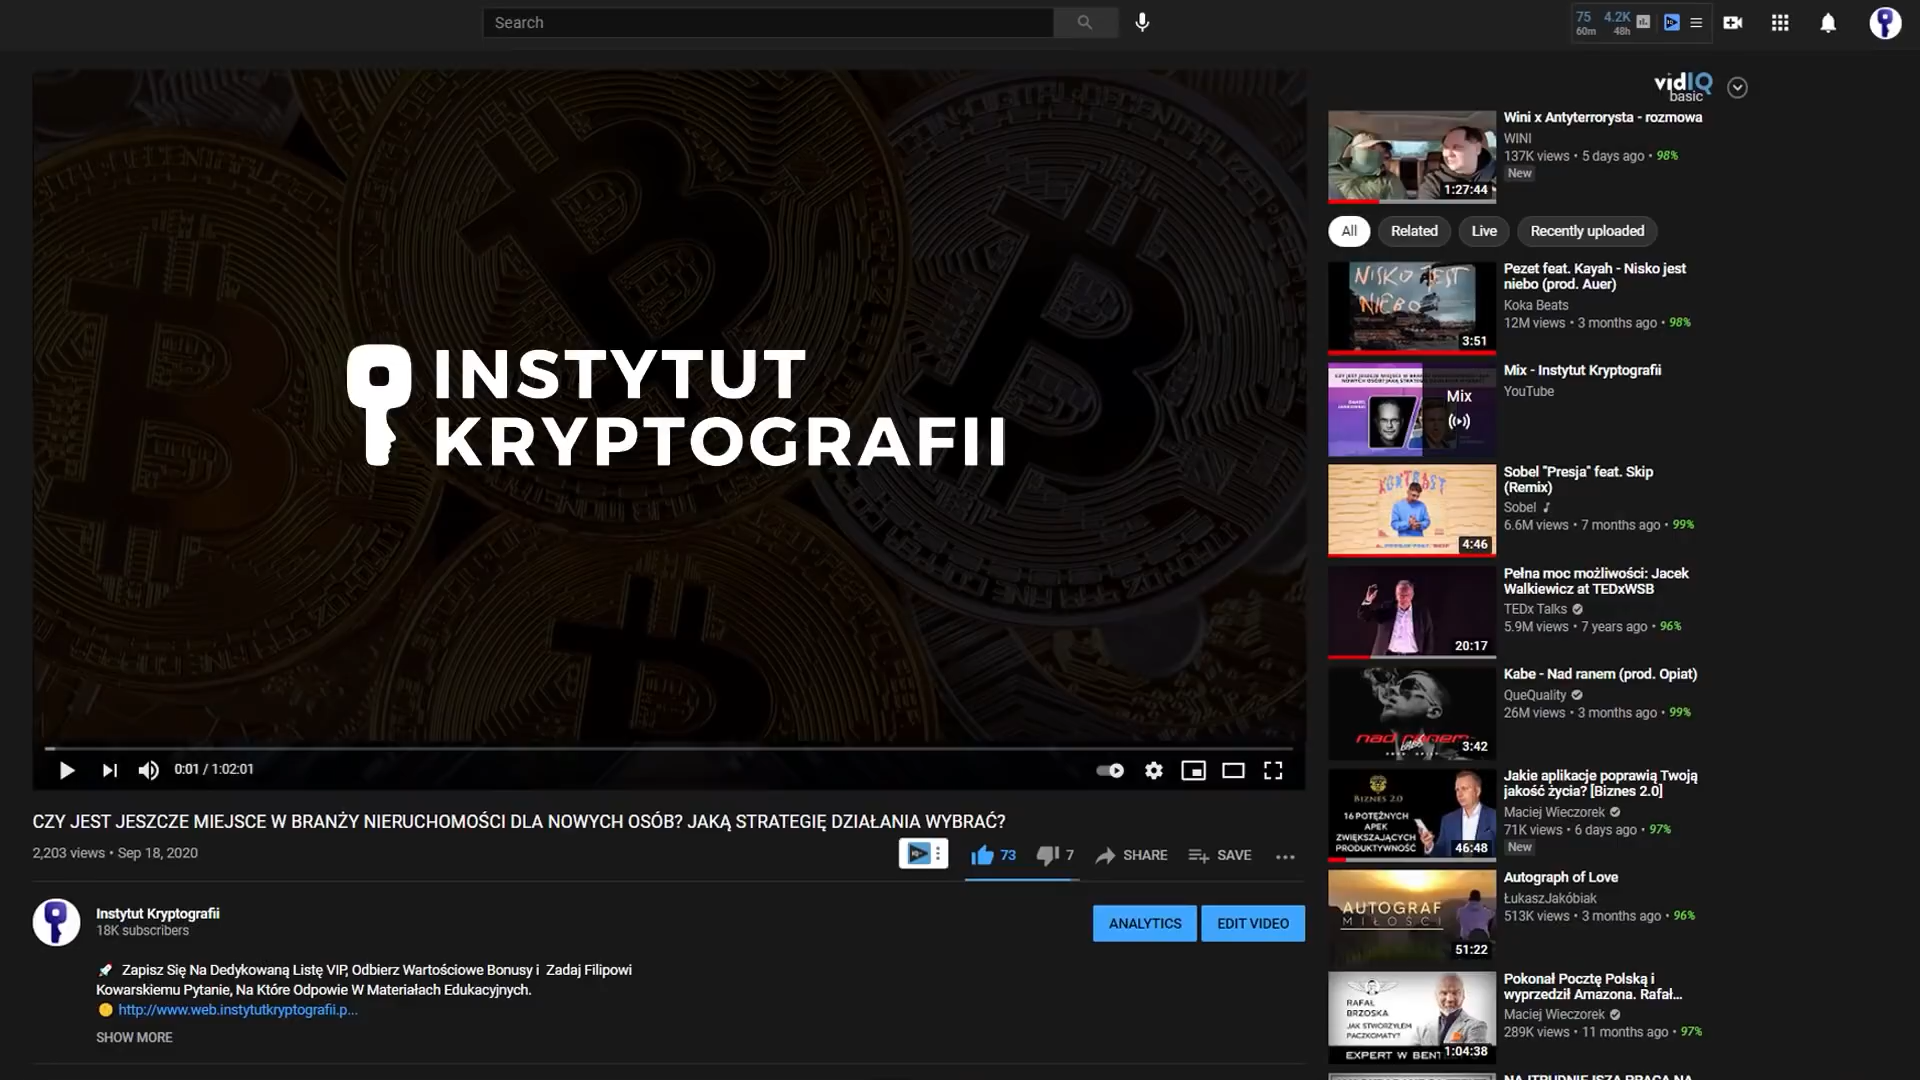 Search
75
60m
4.2K
48h
INSTYTUT
KRYPTOGRAFII
0:01 / 1:02:01
CZY JEST JESZCZE MIEJSCE W BRANŻY NIERUCHOMOŚCI DLA NOWYCH OSÓB? JAKĄ STRATEGIĘ DZIAŁANIA WYBRAĆ?
2,203 views • Sep 18, 2020
73
7
SHARE
SAVE
Instytut Kryptografii
18K subscribers
ANALYTICS
EDIT VIDEO
Zapisz Się Na Dedykowaną Listę VIP, Odbierz Wartościowe Bonusy i Zadaj Filipowi
Kowarskiemu Pytanie, Na Które Odpowie W Materiałach Edukacyjnych.
http://www.web.instytutkryptografii.p...
SHOW MORE
vidIQ
basic
1:27:44
Wini x Antyterrorysta - rozmowa
WINI
137K views • 5 days ago • 98%
New
All
Related
Live
Recently uploaded
NISKO JEST
NIEBO
3:51
Pezet feat. Kayah - Nisko jest
niebo (prod. Auer)
Koka Beats
12M views • 3 months ago • 98%
Mix
Mix - Instytut Kryptografii
YouTube
KONTRAST
4:46
Sobel "Presja" feat. Skip
(Remix)
Sobel
6.6M views • 7 months ago • 99%
20:17
Pełna moc możliwości: Jacek
Walkiewicz at TEDxWSB
TEDx Talks
5.9M views • 7 years ago • 96%
nad ranem
3:42
Kabe - Nad ranem (prod. Opiat)
QueQuality
26M views • 3 months ago • 99%
BIZNES 2.0
16 POTĘŻNYCH
APEK
ZWIĘKSZAJĄCYCH
PRODUKTYWNOŚĆ
46:48
Jakie aplikacje poprawią Twoją
jakość życia? [Biznes 2.0]
Maciej Wieczorek
71K views • 6 days ago • 97%
New
AUTOGRAF
MIŁOŚCI
51:22
Autograph of Love
ŁukaszJakóbiak
513K views • 3 months ago • 96%
RAFAŁ
BRZOSKA
JAK STWORZYŁEM
PACZKOMATY?
EXPERT W BENT
1:04:38
Pokonał Pocztę Polską i
wyprzedził Amazona. Rafał...
Maciej Wieczorek
289K views • 11 months ago • 97%